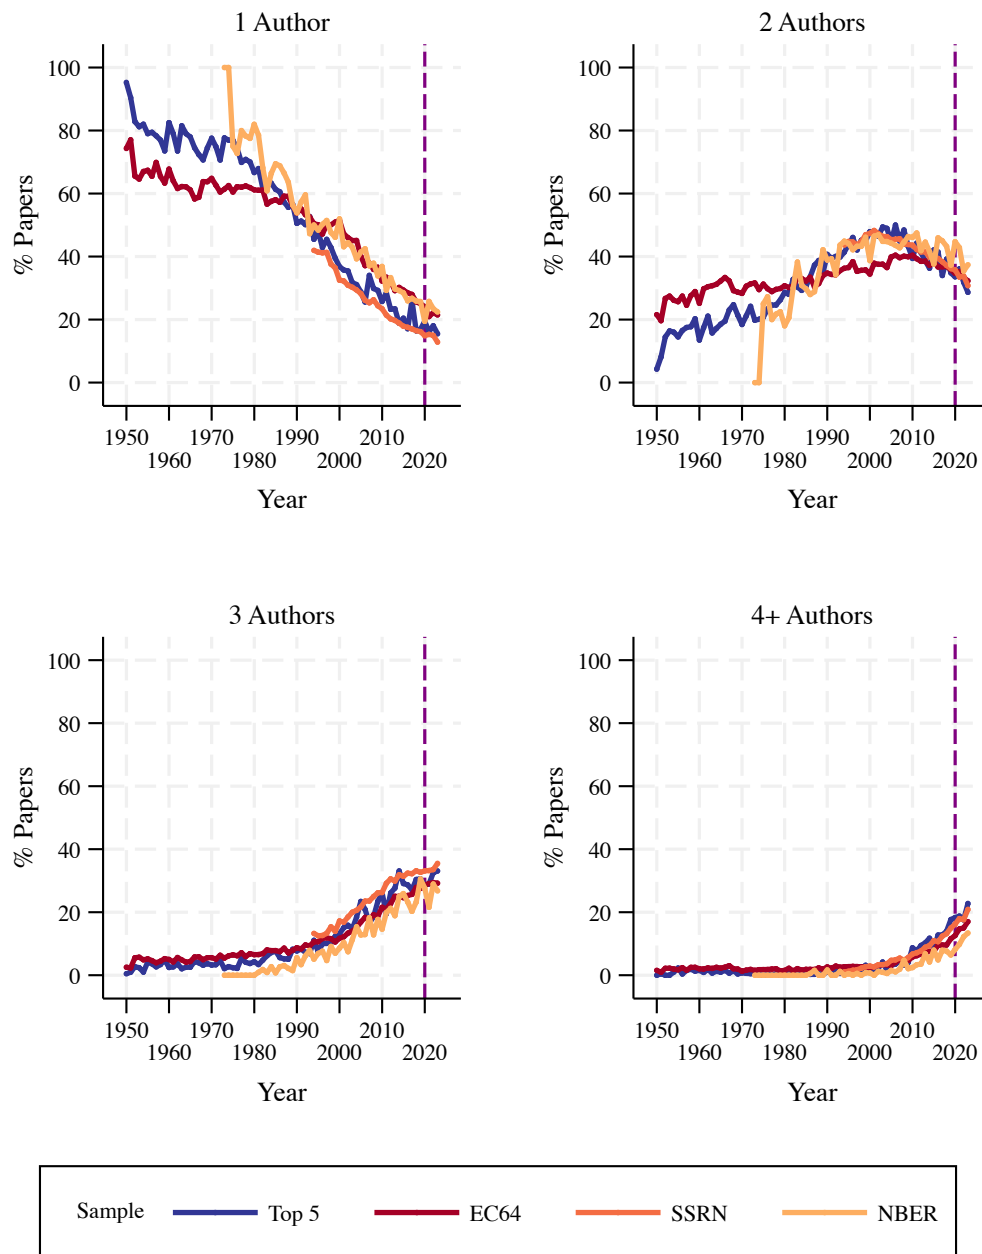 1 Author
2 Authors
% Papers
100
80
60
40
20
0
1950 1970 1990 2010
1960 1980 2000 2020
Year
% Papers
100
80
60
40
20
0
1950 1970 1990 2010
1960 1980 2000 2020
Year
3 Authors
4+ Authors
% Papers
100
80
60
40
20
0
1950 1970 1990 2010
1960 1980 2000 2020
Year
% Papers
100
80
60
40
20
0
1950 1970 1990 2010
1960 1980 2000 2020
Year
Sample Top 5 EC64 SSRN NBER